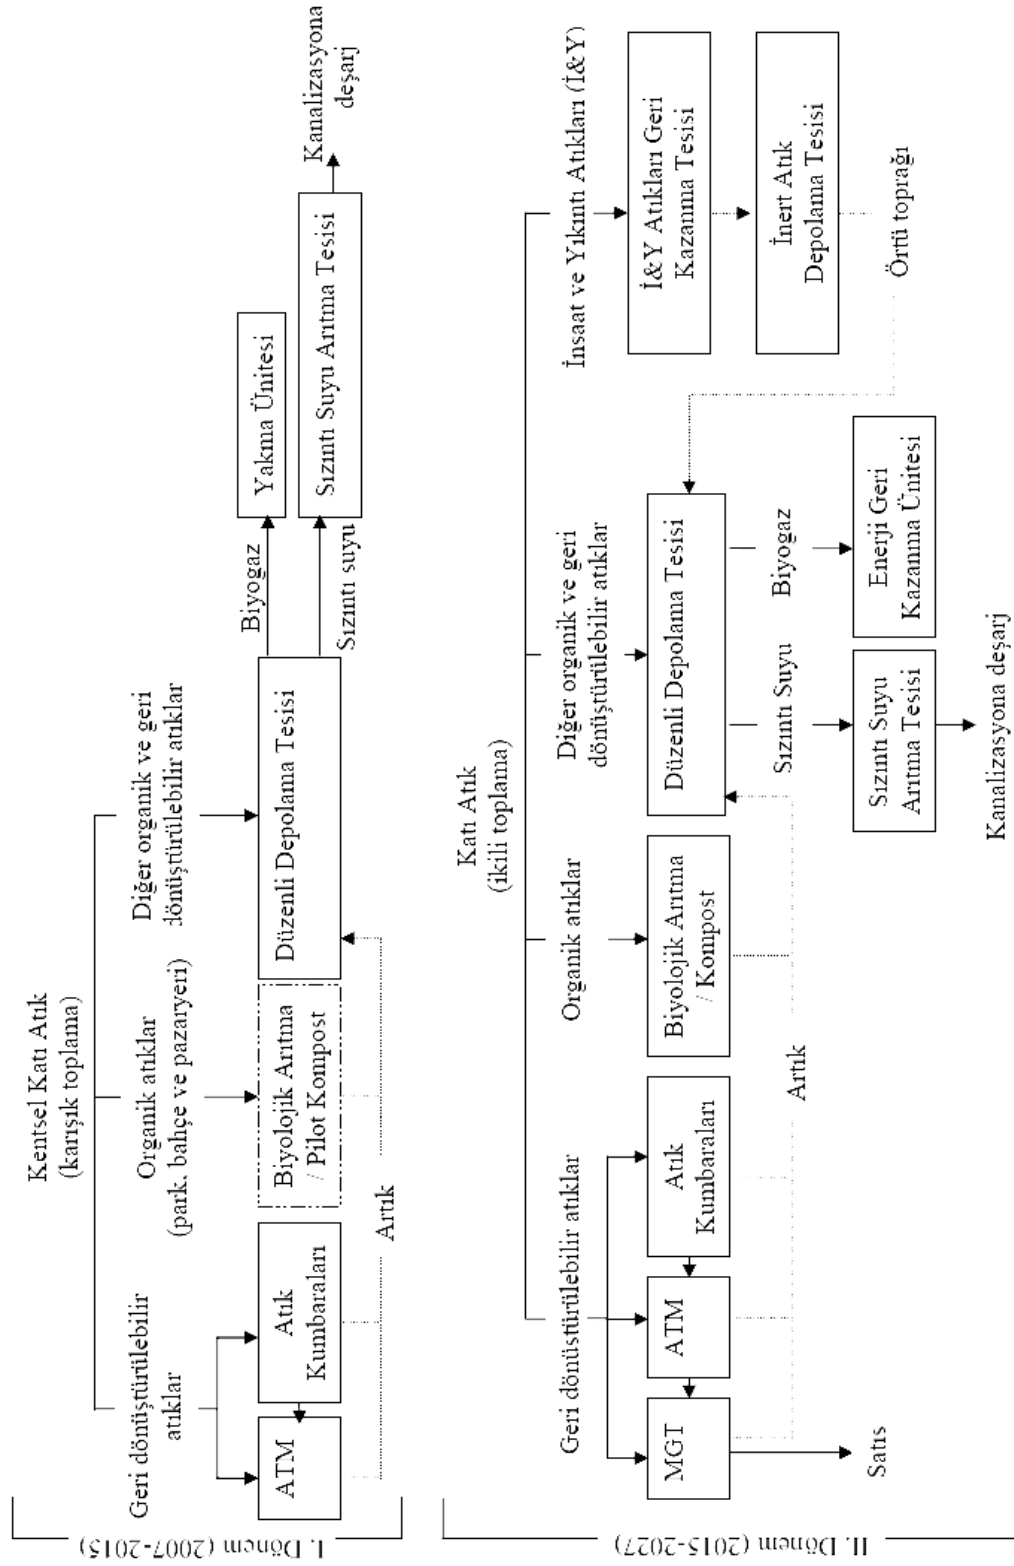 I. Dönem (2007-2015)
Kentsel Katı Atık
(karışık toplama)
Geri dönüştürülebilir
atıklar
Organik atıklar
(park, bahçe ve pazaryeri)
Diğer organik ve geri
dönüştürülebilir atıklar
ATM
Atık
Kumbaraları
Biyolojik Arıtma
/ Pilot Kompost
Düzenli Depolama Tesisi
Artık
Biyogaz
Sızıntı suyu
Yakma Ünitesi
Sızıntı Suyu Arıtma Tesisi
Kanalizasyona
deşarj
II. Dönem (2015-2027)
Katı Atık
(ikili toplama)
Geri dönüştürülebilir atıklar
Organik atıklar
Diğer organik ve geri
dönüştürülebilir atıklar
İnsaat ve Yıkıntı Atıkları (İ&Y)
MGT
ATM
Atık
Kumbaraları
Biyolojik Arıtma
/ Kompost
Düzenli Depolama Tesisi
İ&Y Atıkları Geri
Kazanma Tesisi
İnert Atık
Depolama Tesisi
Artık
Sızıntı Suyu
Biyogaz
Örtü toprağı
Satıs
Sızıntı Suyu
Arıtma Tesisi
Enerji Geri
Kazanma Ünitesi
Kanalizasyona deşarj